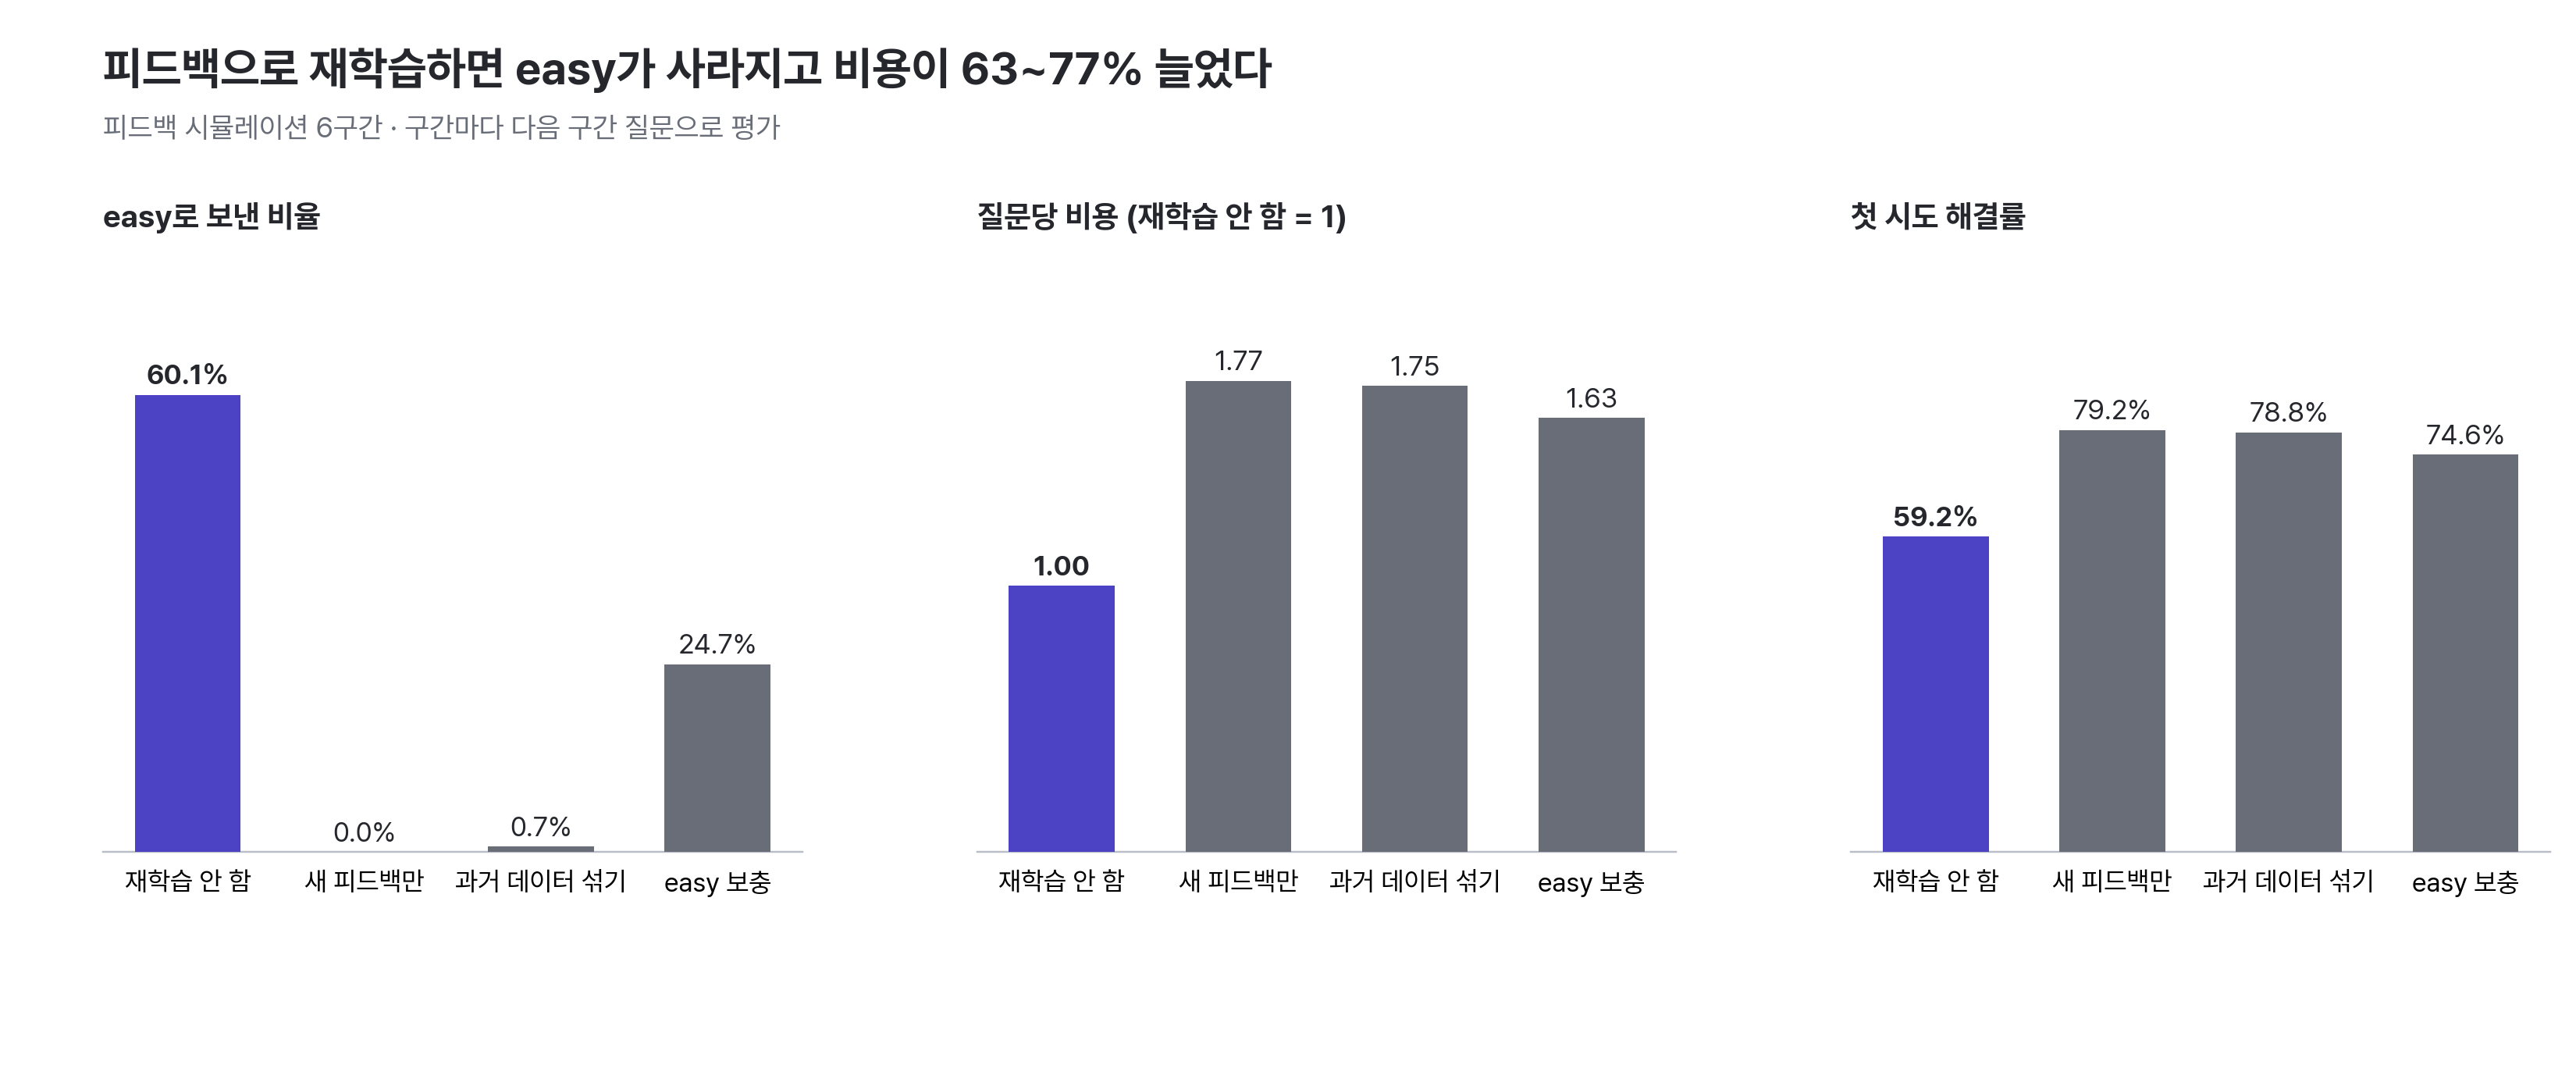 피드백으로 재학습하면 easy가 사라지고 비용이 63~77% 늘었다
피드백 시뮬레이션 6구간 · 구간마다 다음 구간 질문으로 평가
easy로 보낸 비율
60.1%
0.0%
0.7%
24.7%
재학습 안 함
새 피드백만
과거 데이터 섞기
easy 보충
질문당 비용 (재학습 안 함 = 1)
1.00
1.77
1.75
1.63
재학습 안 함
새 피드백만
과거 데이터 섞기
easy 보충
첫 시도 해결률
59.2%
79.2%
78.8%
74.6%
재학습 안 함
새 피드백만
과거 데이터 섞기
easy 보충